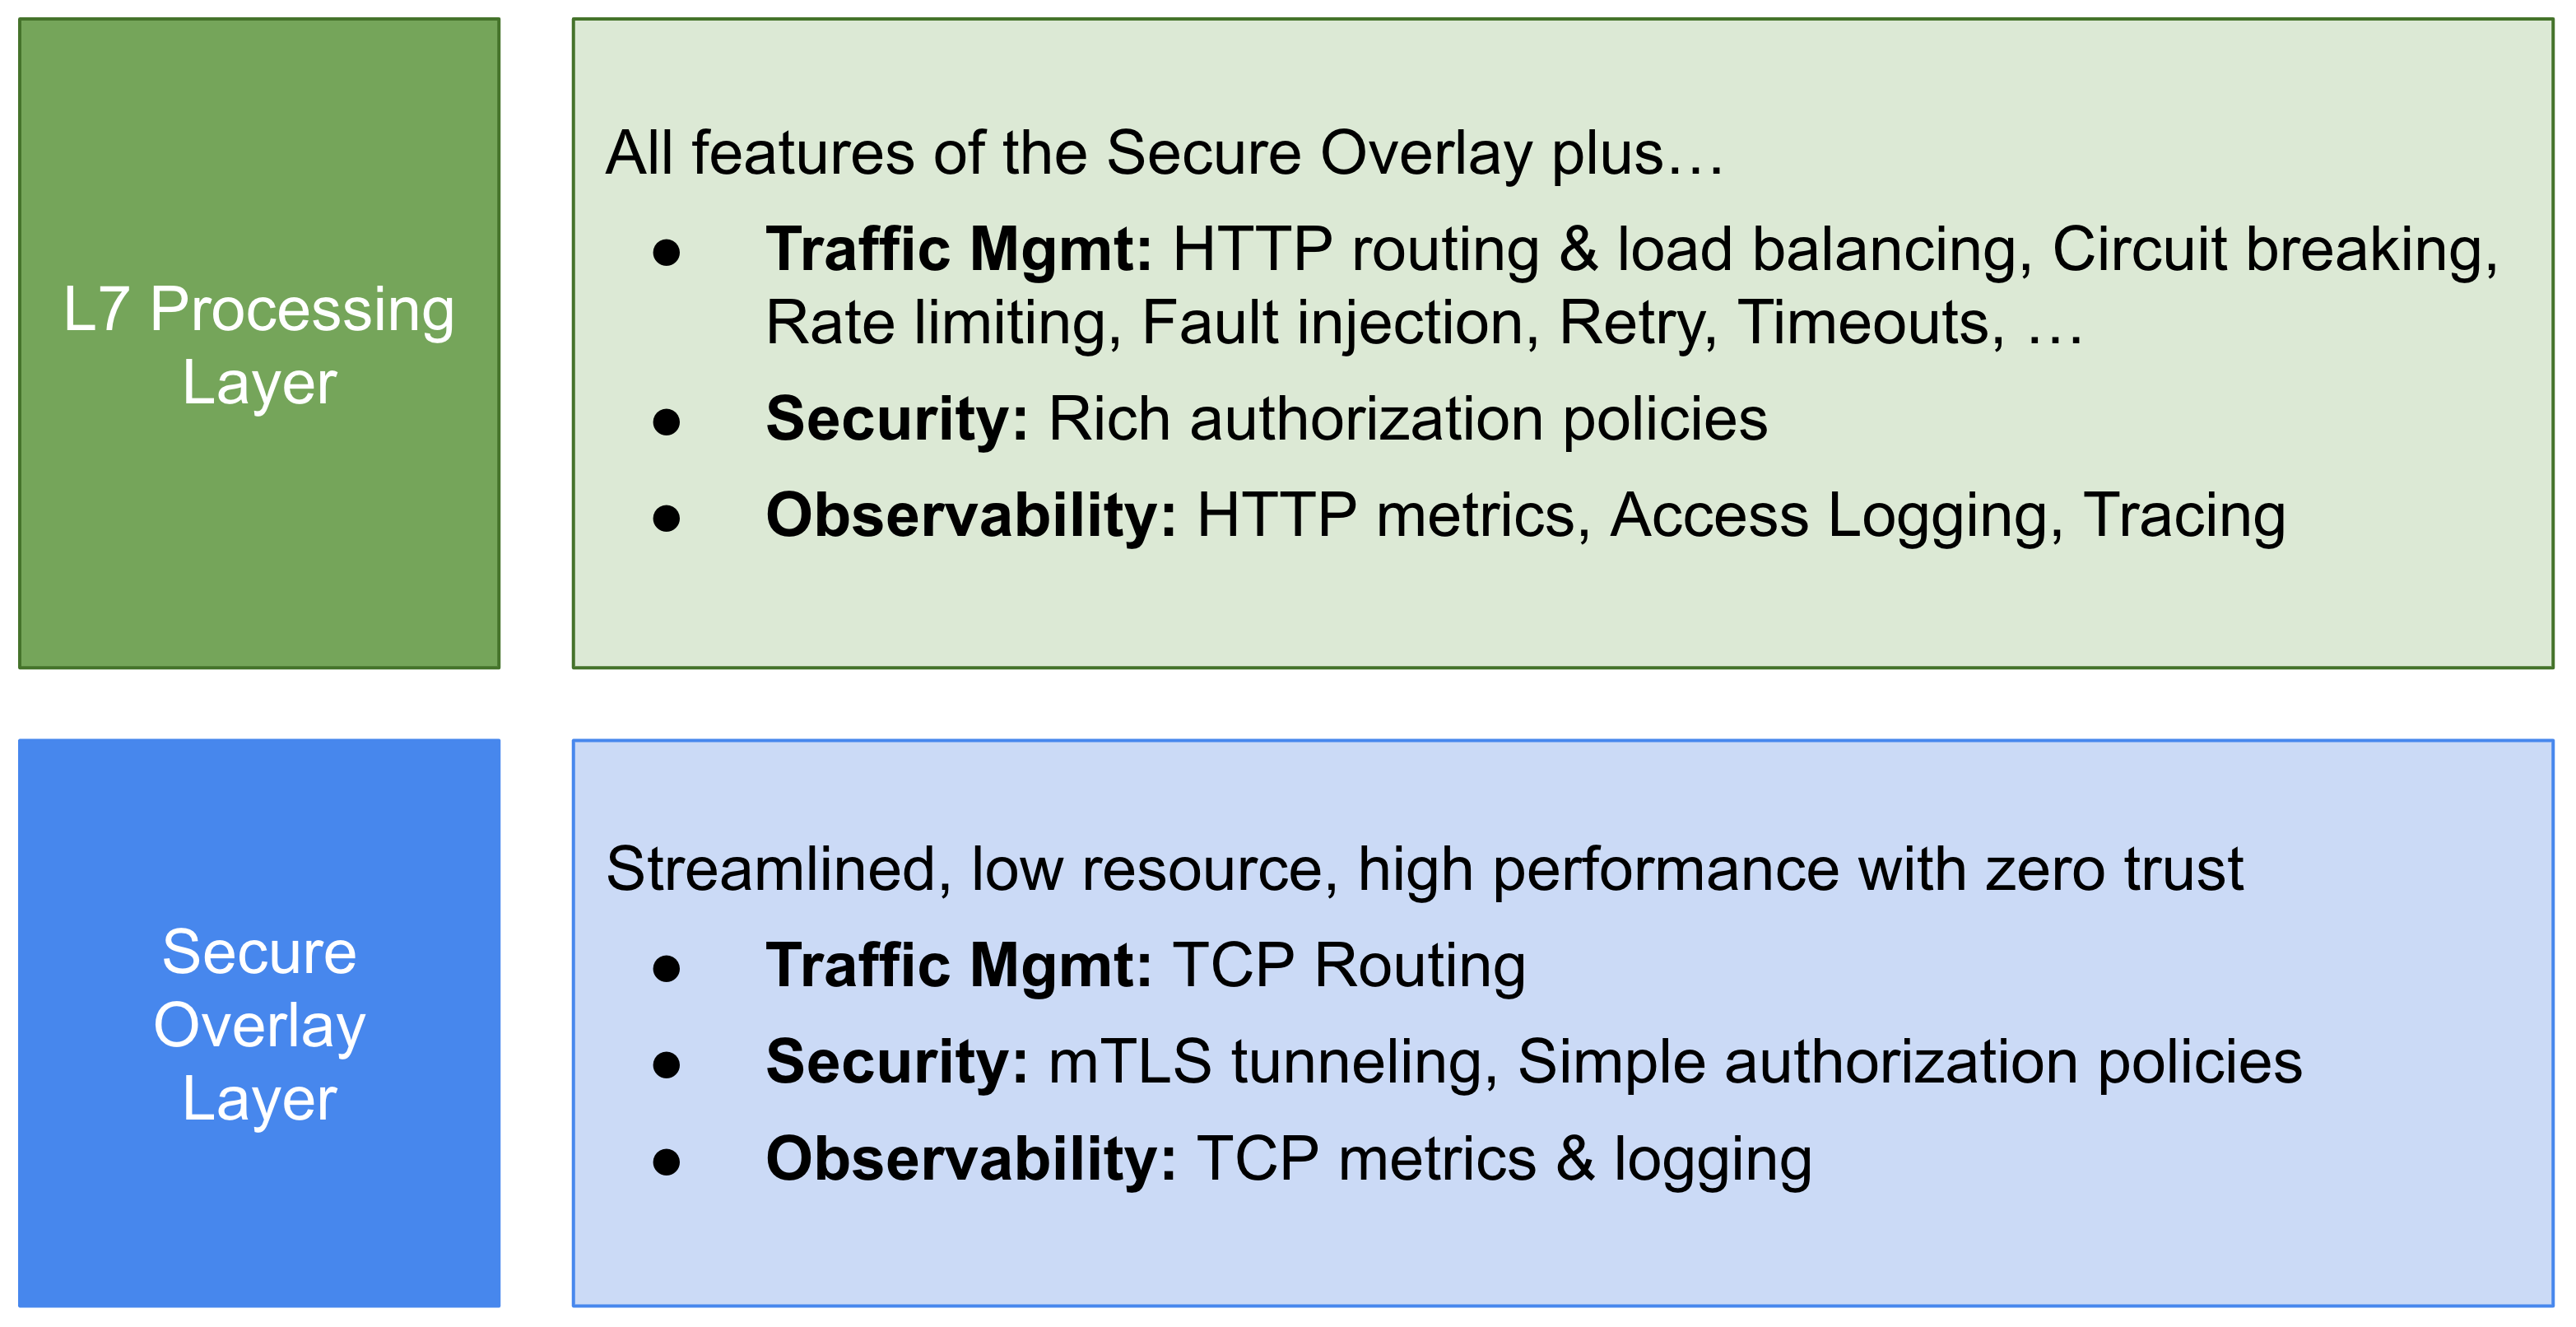 L7 Processing
Layer
All features of the Secure Overlay plus…
● Traffic Mgmt: HTTP routing & load balancing, Circuit breaking,
Rate limiting, Fault injection, Retry, Timeouts, …
● Security: Rich authorization policies
● Observability: HTTP metrics, Access Logging, Tracing
Secure
Overlay
Layer
Streamlined, low resource, high performance with zero trust
● Traffic Mgmt: TCP Routing
● Security: mTLS tunneling, Simple authorization policies
● Observability: TCP metrics & logging